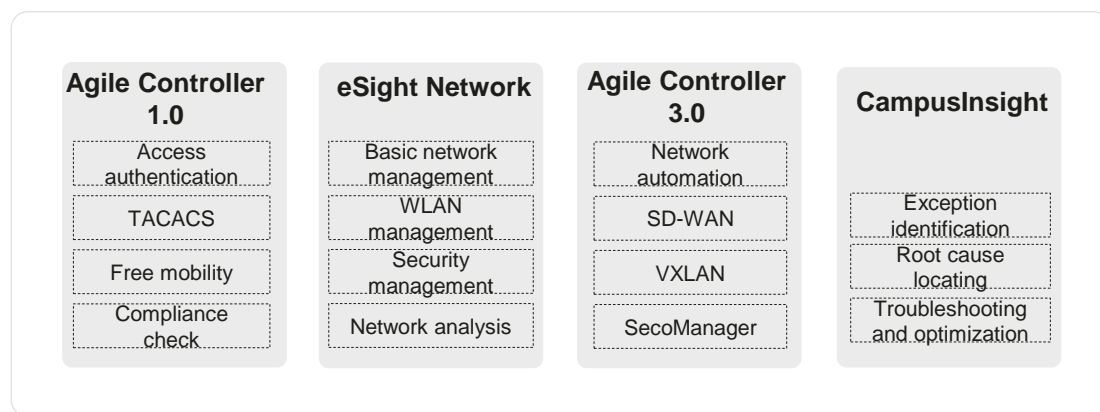 Agile Controller
1.0
Access
authentication
TACACS
Free mobility
Compliance
check
eSight Network
Basic network
management
WLAN
management
Security
management
Network analysis
Agile Controller
3.0
Network
automation
SD-WAN
VXLAN
SecoManager
CampusInsight
Exception
identification
Root cause
locating
Troubleshooting
and optimization